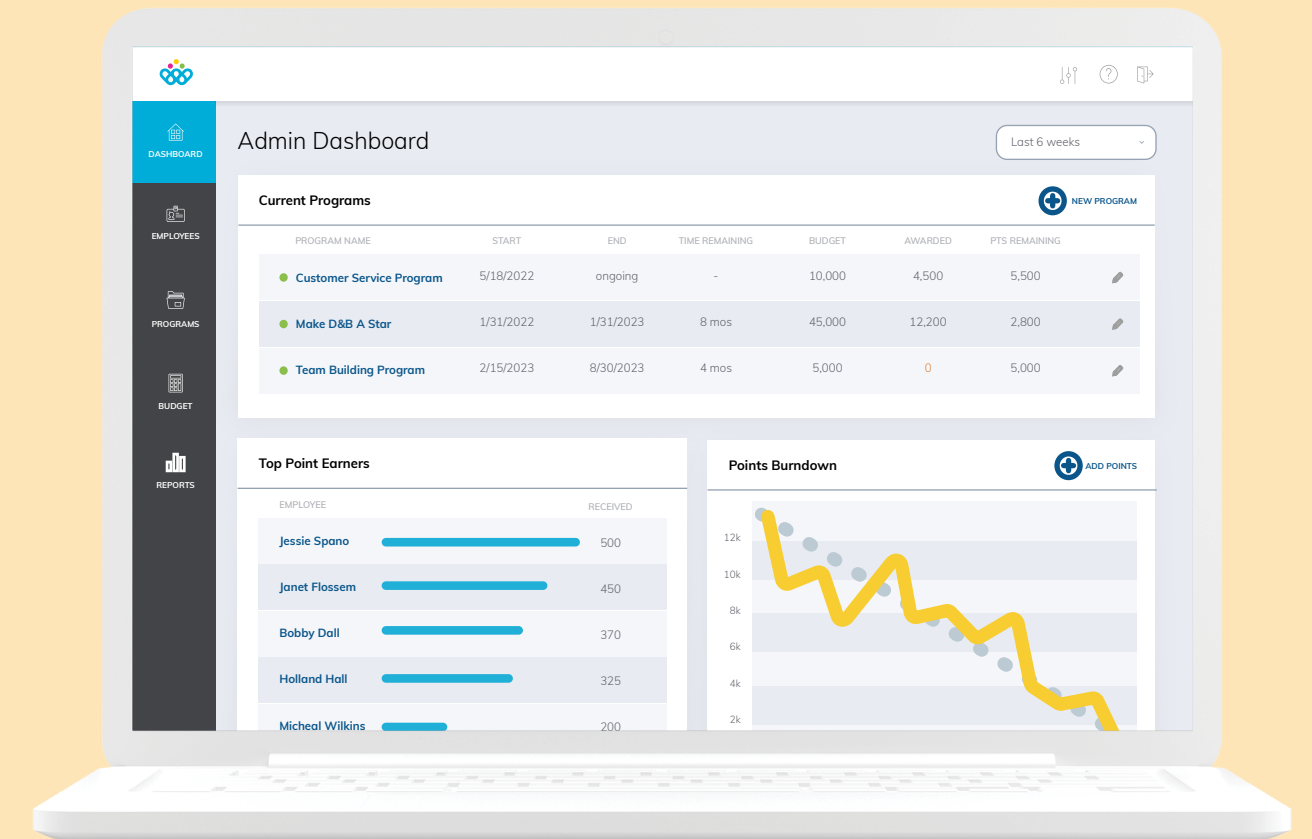 Admin Dashboard
Last 6 weeks
DASHBOARD
EMPLOYEES
PROGRAMS
BUDGET
REPORTS
Current Programs
NEW PROGRAM
PROGRAM NAME START END TIME REMAINING BUDGET AWARDED PTS REMAINING
Customer Service Program 5/18/2022 ongoing - 10,000 4,500 5,500
Make D&B A Star 1/31/2022 1/31/2023 8 mos 45,000 12,200 2,800
Team Building Program 2/15/2023 8/30/2023 4 mos 5,000 0 5,000
Top Point Earners
EMPLOYEE RECEIVED
Jessie Spano 500
Janet Flossem 450
Bobby Dall 370
Holland Hall 325
Micheal Wilkins 200
Points Burndown
ADD POINTS
12k
10k
8k
6k
4k
2k